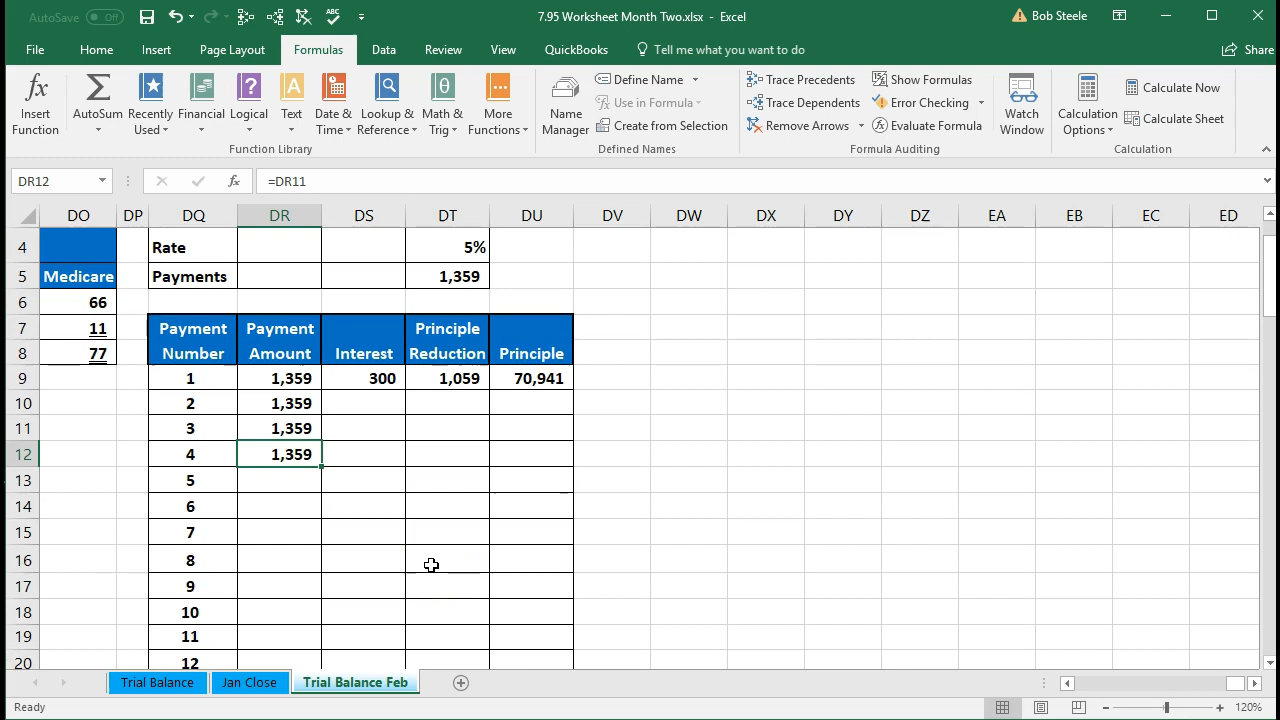 AutoSave Off 7.95 Worksheet Month Two.xlsx - Excel Bob Steele
File Home Insert Page Layout Formulas Data Review View QuickBooks Tell me what you want to do Share
Insert Function
AutoSum
Recently Used
Financial
Logical
Text
Date & Time
Lookup & Reference
Math & Trig
More Functions
Function Library
Name Manager
Define Name
Use in Formula
Create from Selection
Defined Names
Trace Precedents
Trace Dependents
Remove Arrows
Show Formulas
Error Checking
Evaluate Formula
Formula Auditing
Watch Window
Calculation Options
Calculate Now
Calculate Sheet
Calculation
DR12 fx =DR11
DO DP DQ DR DS DT DU DV DW DX DY DZ EA EB EC ED
4 Rate 5%
5 Medicare Payments 1,359
6 66
7 11 Payment Payment Principle
8 77 Number Amount Interest Reduction Principle
9 1 1,359 300 1,059 70,941
10 2 1,359
11 3 1,359
12 4 1,359
13 5
14 6
15 7
16 8
17 9
18 10
19 11
20 12
Trial Balance Jan Close Trial Balance Feb
Ready 120%